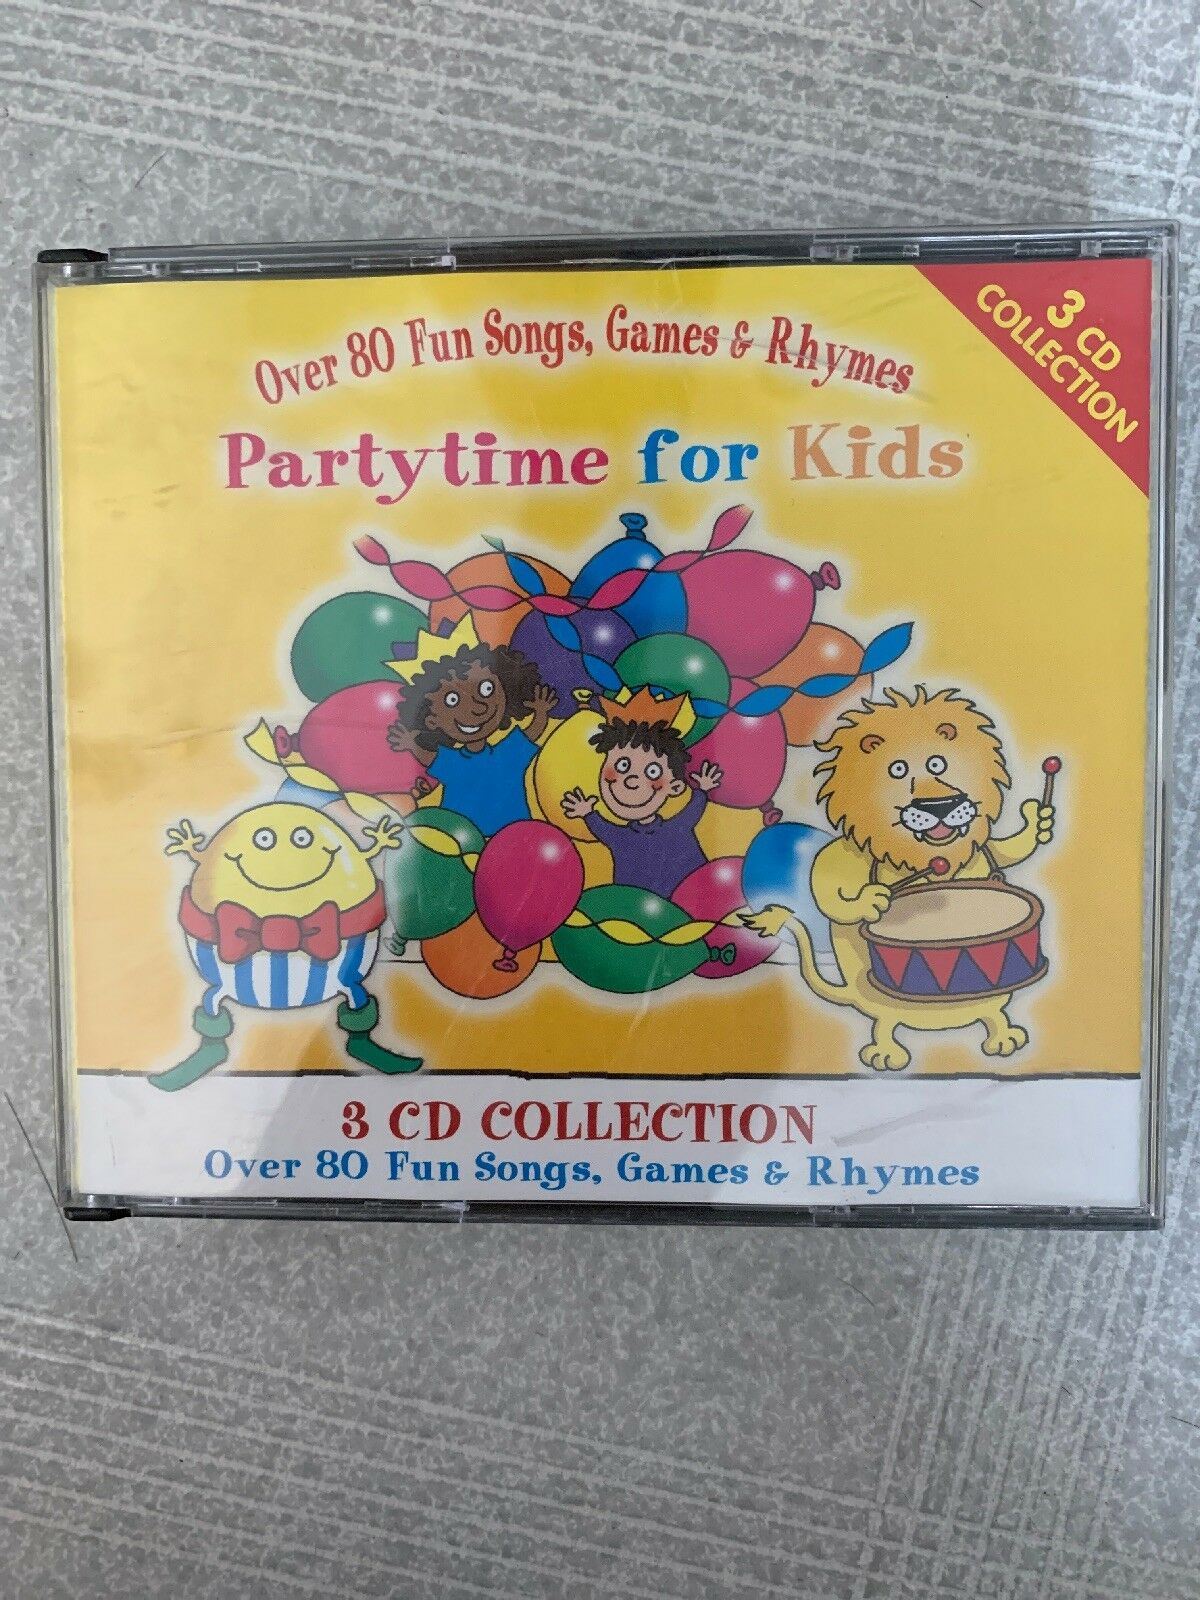 Over 80 Fun Songs, Games & Rhymes
3 CD
COLLECTION
Partytime for Kids
3 CD COLLECTION
Over 80 Fun Songs, Games & Rhymes